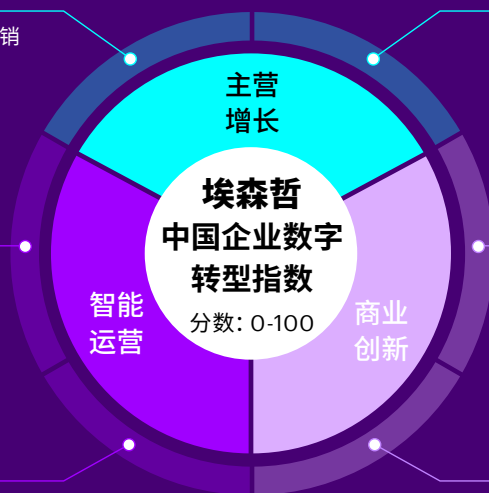 销
主营
增长
埃森哲
中国企业数字
转型指数
分数：0-100
智能
运营
商业
创新